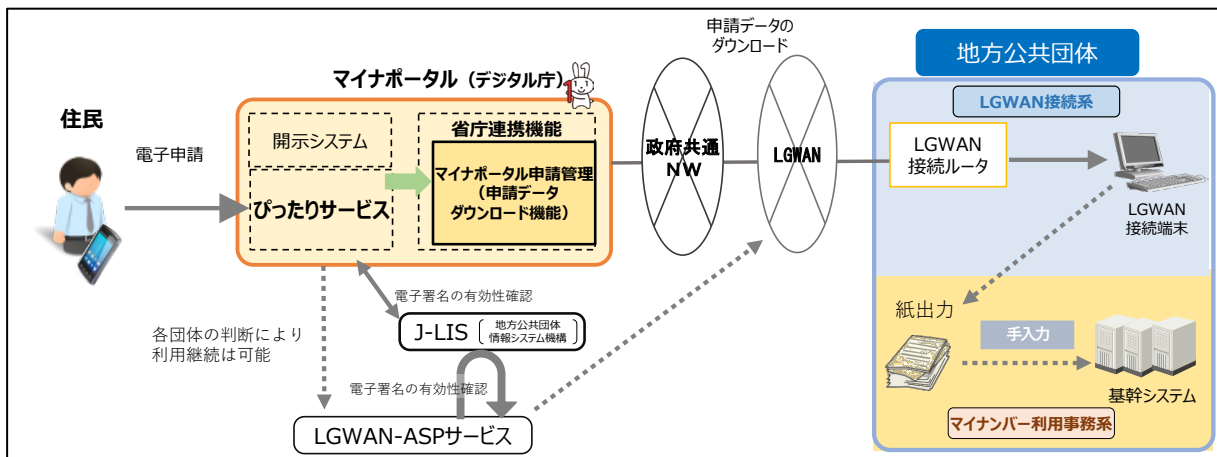 申請データの
ダウンロード
地方公共団体
マイナポータル（デジタル庁）
LGWAN接続系
住民
電子申請
開示システム
省庁連携機能
マイナポータル申請管理
（申請データ
ダウンロード機能）
ぴったりサービス
政府共通
NW
LGWAN
LGWAN
接続ルータ
LGWAN
接続端末
電子署名の有効性確認
各団体の判断により
利用継続は可能
J-LIS
地方公共団体
情報システム機構
電子署名の有効性確認
LGWAN-ASPサービス
紙出力
手入力
基幹システム
マイナンバー利用事務系